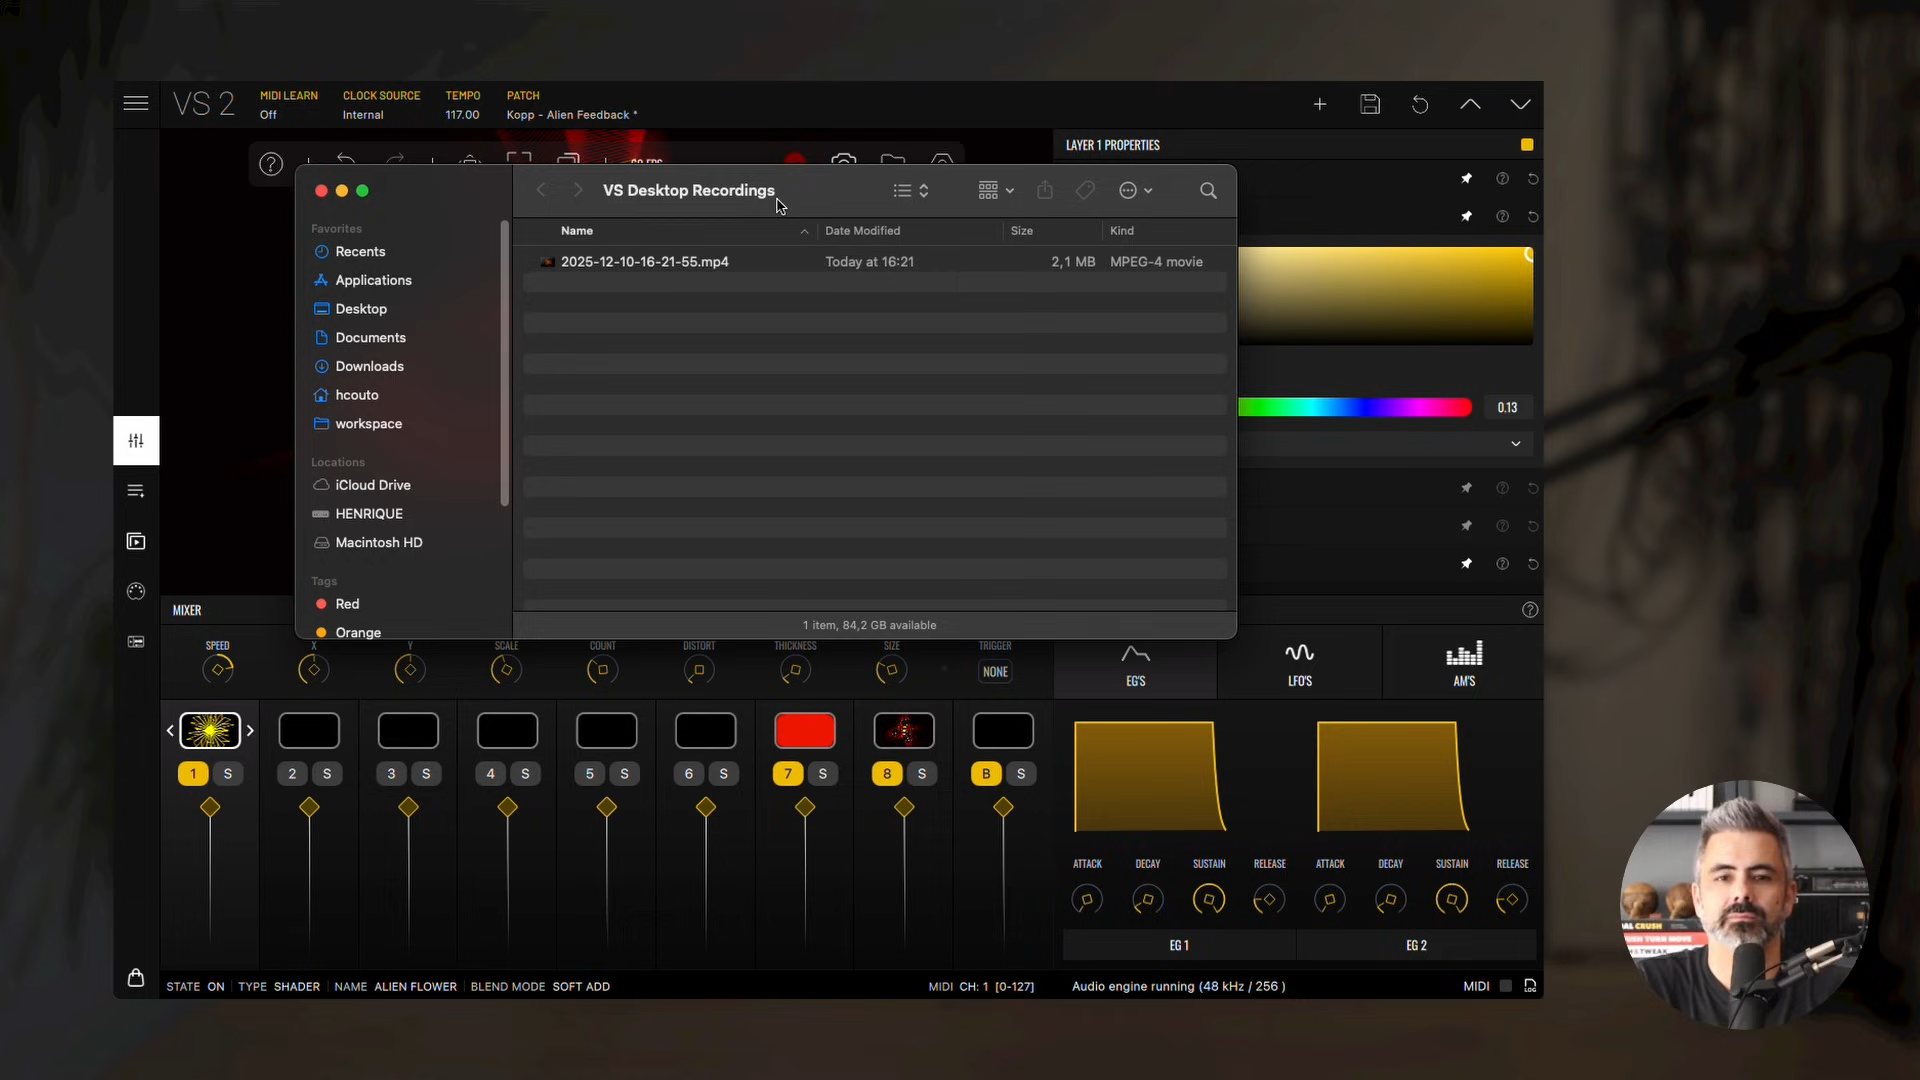 VS 2
MIDI LEARN
Off
CLOCK SOURCE
Internal
TEMPO
117.00
PATCH
Kopp - Alien Feedback *
LAYER 1 PROPERTIES
VS Desktop Recordings
Name
Date Modified
Size
Kind
2025-12-10-16-21-55.mp4
Today at 16:21
2,1 MB
MPEG-4 movie
Favorites
Recents
Applications
Desktop
Documents
Downloads
hcouto
workspace
Locations
iCloud Drive
HENRIQUE
Macintosh HD
Tags
Red
Orange
1 item, 84,2 GB available
0.13
MIXER
SPEED
X
Y
SCALE
COUNT
DISTORT
THICKNESS
SIZE
TRIGGER
NONE
EG'S
LFO'S
AM'S
1 S
2 S
3 S
4 S
5 S
6 S
7 S
8 S
B S
ATTACK
DECAY
SUSTAIN
RELEASE
ATTACK
DECAY
SUSTAIN
RELEASE
EG 1
EG 2
STATE ON | TYPE SHADER | NAME ALIEN FLOWER | BLEND MODE SOFT ADD
MIDI CH: 1 [0-127]
Audio engine running (48 kHz / 256 )
MIDI
LOG